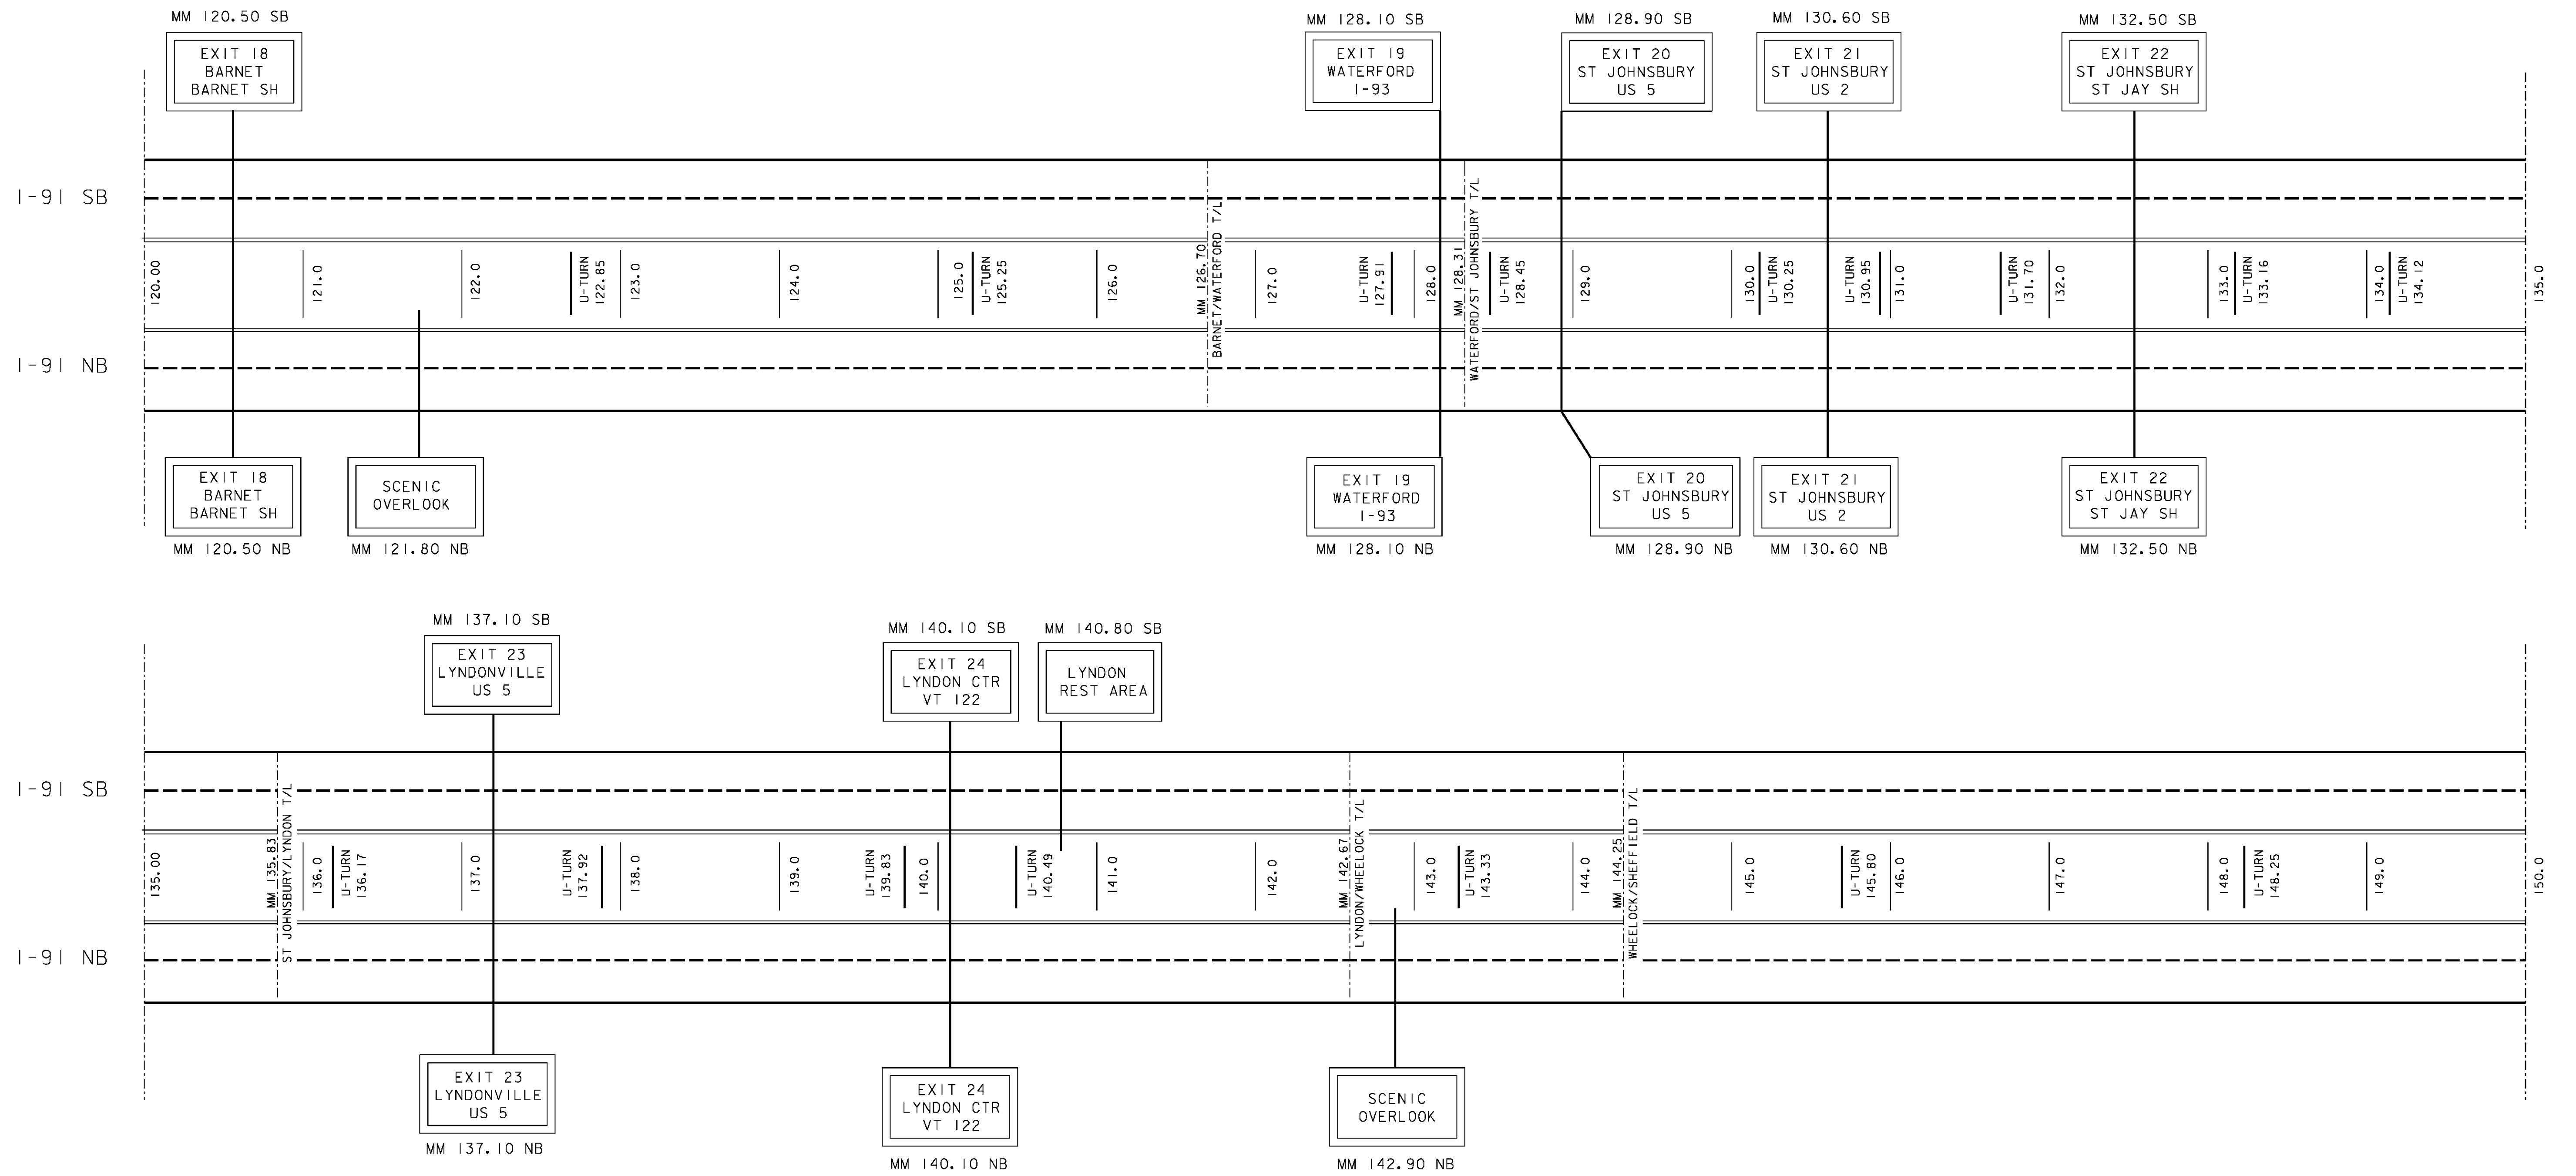 MM 120.50 SB
EXIT 18
BARNET
BARNET SH
MM 128.10 SB
EXIT 19
WATERFORD
I-93
MM 128.90 SB
EXIT 20
ST JOHNSBURY
US 5
MM 130.60 SB
EXIT 21
ST JOHNSBURY
US 2
MM 132.50 SB
EXIT 22
ST JOHNSBURY
ST JAY SH
I-91 SB
120.00
121.0
122.0
U-TURN
122.85
123.0
124.0
125.0
U-TURN
125.25
126.0
MM 126.70
BARNET/WATERFORD T/L
127.0
U-TURN
127.91
128.0
MM 128.31
WATERFORD/ST JOHNSBURY T/L
U-TURN
128.45
129.0
130.0
U-TURN
130.25
U-TURN
130.95
131.0
U-TURN
131.70
132.0
133.0
U-TURN
133.16
134.0
U-TURN
134.12
135.0
I-91 NB
EXIT 18
BARNET
BARNET SH
MM 120.50 NB
SCENIC
OVERLOOK
MM 121.80 NB
EXIT 19
WATERFORD
I-93
MM 128.10 NB
EXIT 20
ST JOHNSBURY
US 5
MM 128.90 NB
EXIT 21
ST JOHNSBURY
US 2
MM 130.60 NB
EXIT 22
ST JOHNSBURY
ST JAY SH
MM 132.50 NB
MM 137.10 SB
EXIT 23
LYNDONVILLE
US 5
MM 140.10 SB
EXIT 24
LYNDON CTR
VT 122
MM 140.80 SB
LYNDON
REST AREA
I-91 SB
135.00
MM 135.83
ST JOHNSBURY/LYNDON T/L
136.0
U-TURN
136.17
137.0
U-TURN
137.92
138.0
139.0
U-TURN
139.83
140.0
U-TURN
140.49
141.0
142.0
MM 142.67
LYNDON/WHEELOCK T/L
143.0
U-TURN
143.33
144.0
MM 144.25
WHEELOCK/SHEFFIELD T/L
145.0
U-TURN
145.80
146.0
147.0
148.0
U-TURN
148.25
149.0
150.0
I-91 NB
EXIT 23
LYNDONVILLE
US 5
MM 137.10 NB
EXIT 24
LYNDON CTR
VT 122
MM 140.10 NB
SCENIC
OVERLOOK
MM 142.90 NB